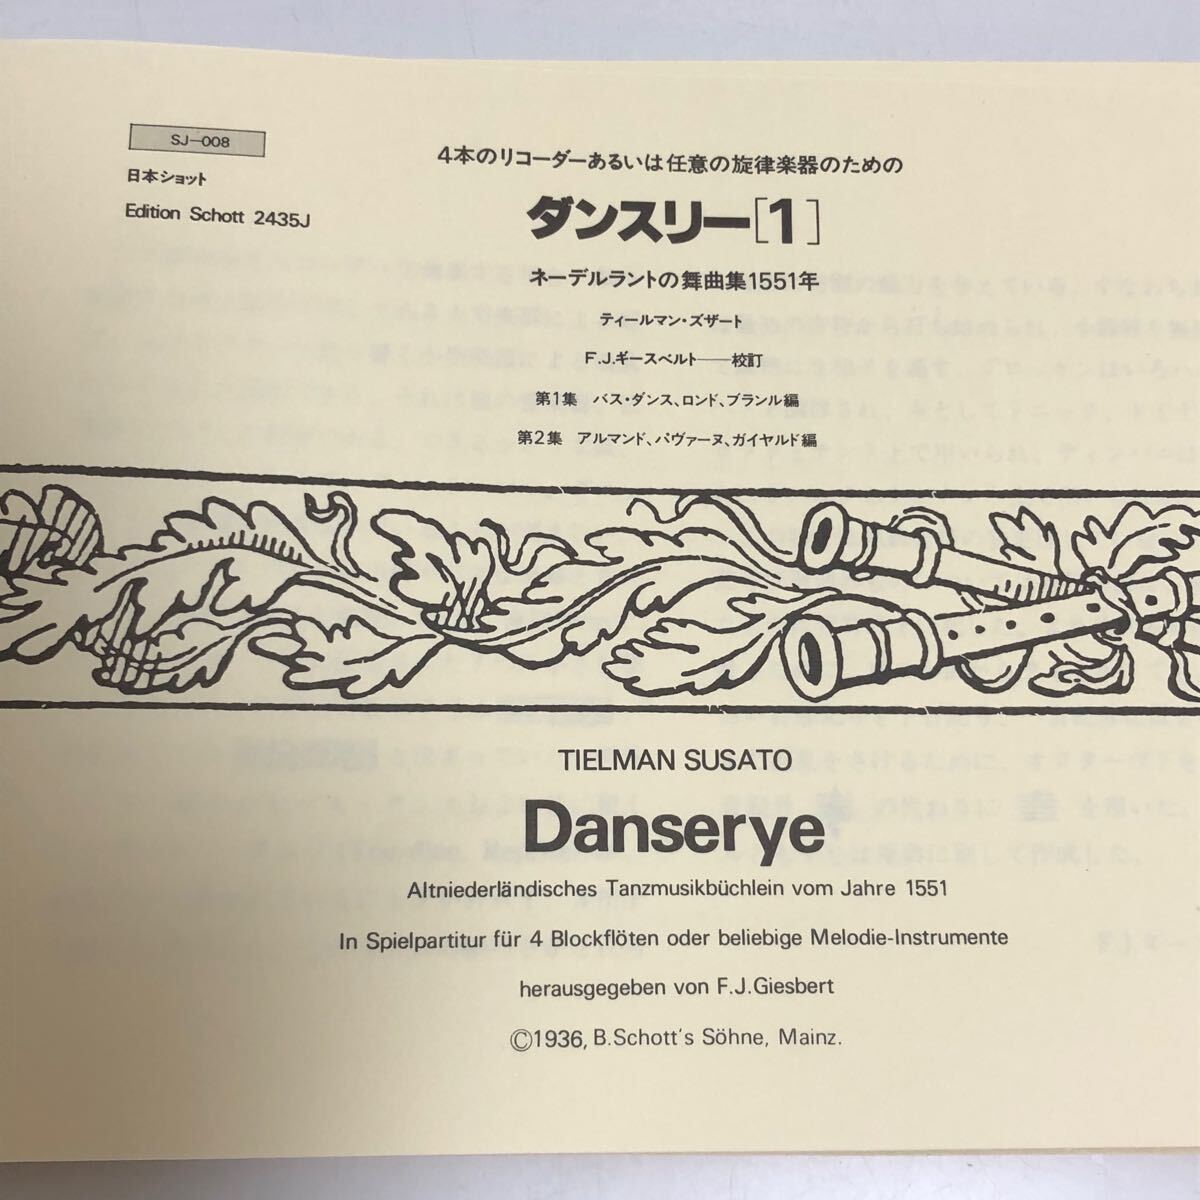 SJ—008
日本ショット
Edition Schott 2435J
4本のリコーダーあるいは任意の旋律楽器のための
ダンスリー[1]
ネーデルラントの舞曲集1551年
ティールマン・ズザート
F.J.ギースベルト——校訂
第1集 バス・ダンス、ロンド、ブランル編
第2集 アルマンド、パヴァーヌ、ガイヤルド編
TIELMAN SUSATO
Danserye
Altniederländisches Tanzmusikbüchlein vom Jahre 1551
In Spielpartitur für 4 Blockflöten oder beliebige Melodie-Instrumente
herausgegeben von F.J.Giesbert
©1936, B.Schott's Söhne, Mainz.